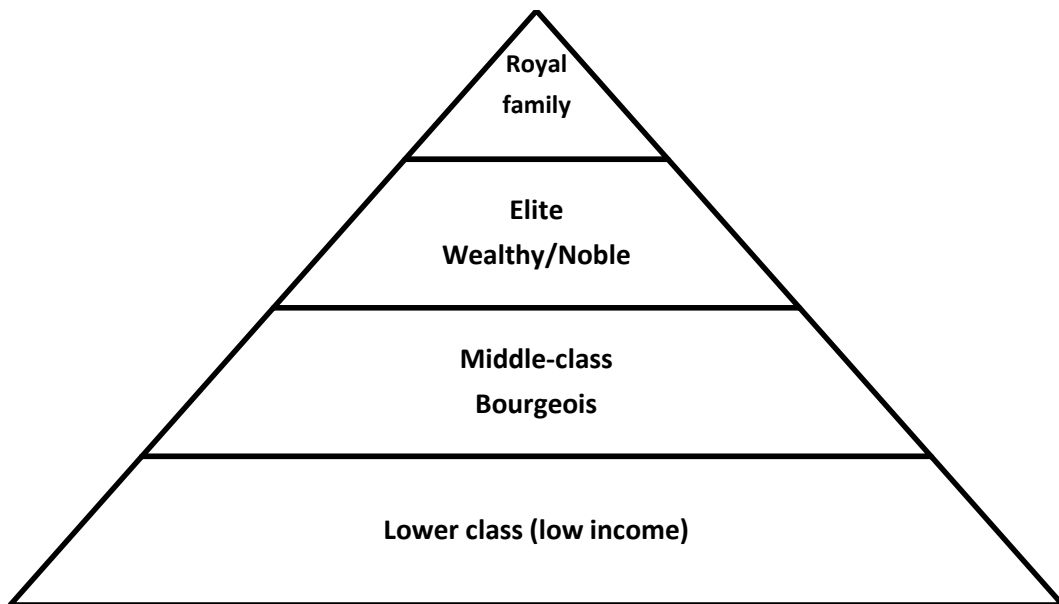 Royal
family
Elite
Wealthy/Noble
Middle-class
Bourgeois
Lower class (low income)